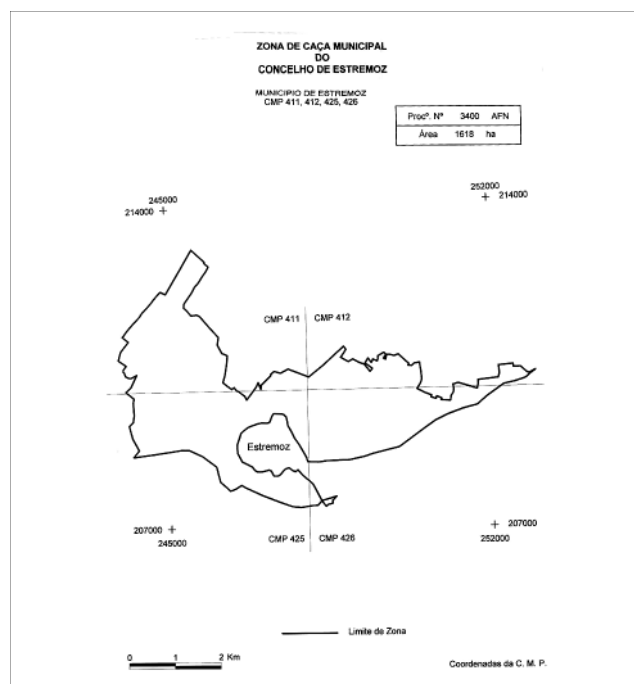 ZONA DE CAÇA MUNICIPAL
DO
CONCELHO DE ESTREMOZ
MUNICIPIO DE ESTREMOZ
CMP 411, 412, 425, 426
Procº. Nº 3400 AFN
Área 1618 ha
245000
214000
252000
214000
CMP 411 CMP 412
Estremoz
207000
245000
CMP 425 CMP 426
207000
252000
Limite de Zona
0 1 2 Km
Coordenadas da C. M. P.